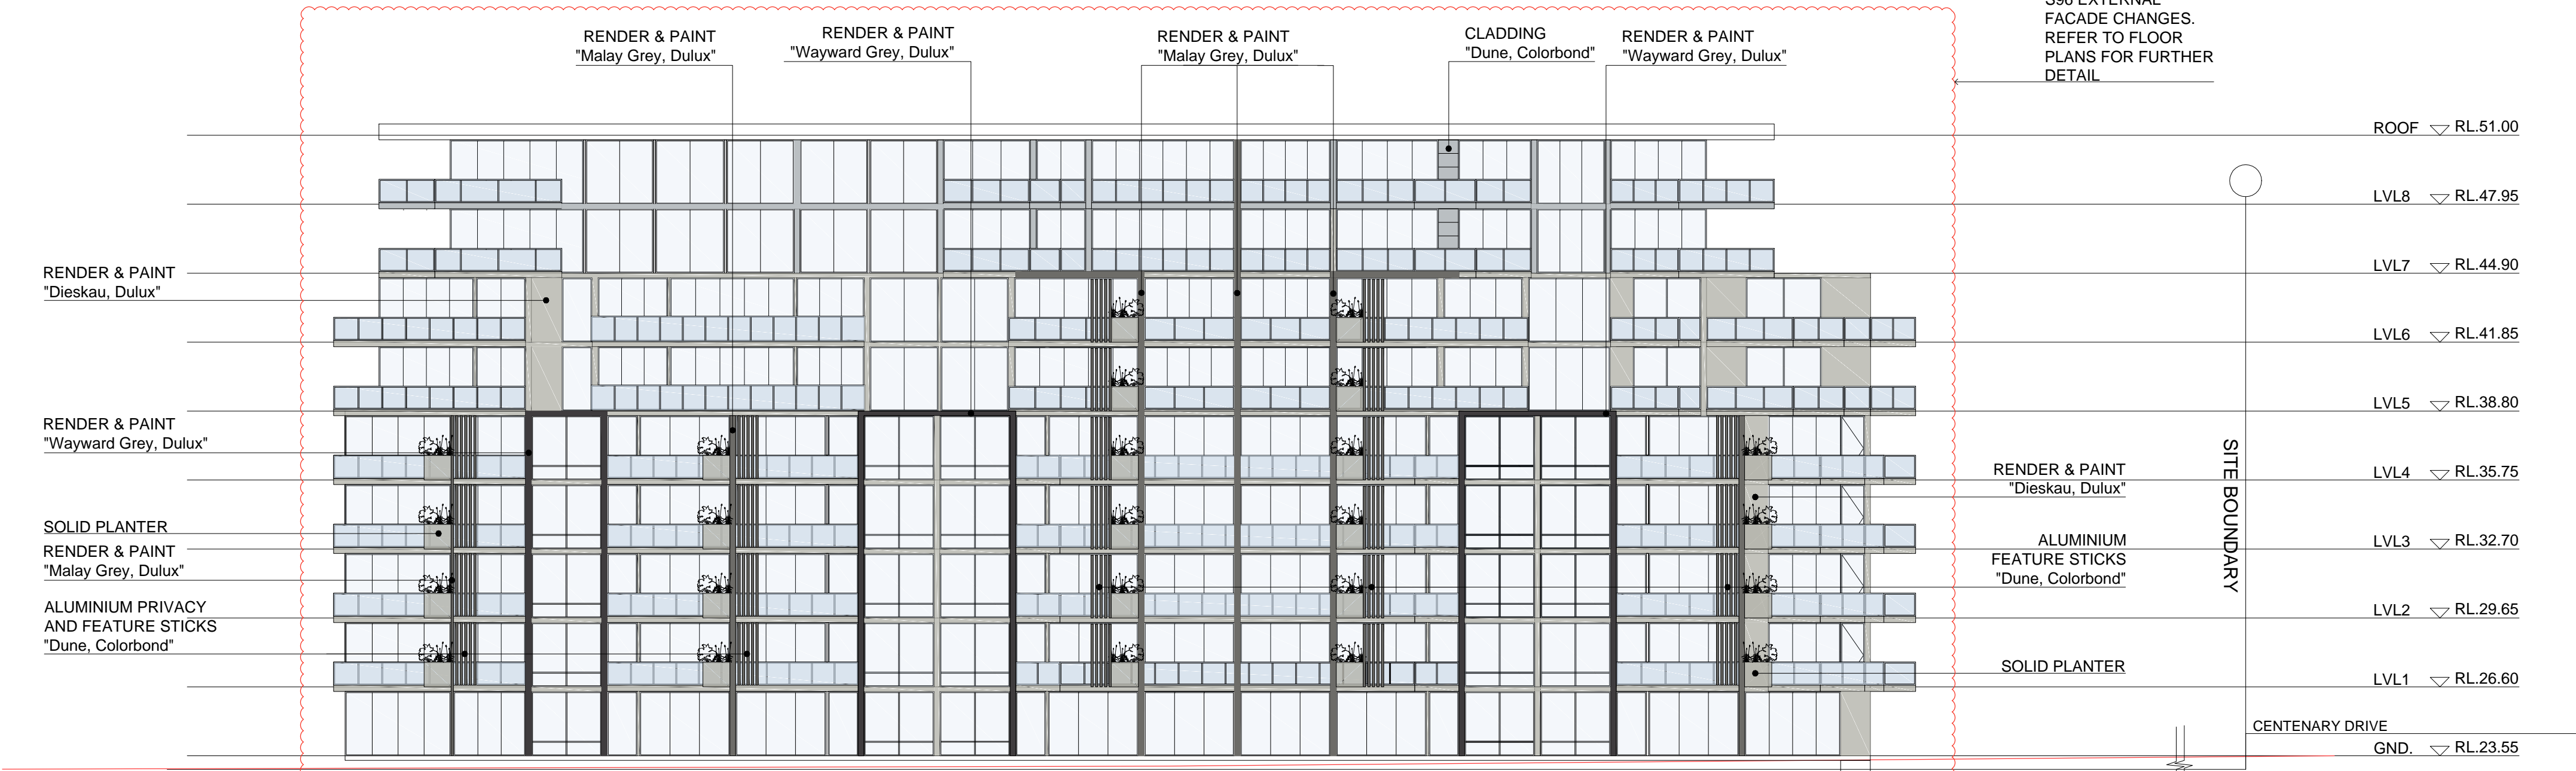 S96 EXTERNAL
FACADE CHANGES.
REFER TO FLOOR
PLANS FOR FURTHER
DETAIL
RENDER & PAINT
"Malay Grey, Dulux"
RENDER & PAINT
"Wayward Grey, Dulux"
RENDER & PAINT
"Malay Grey, Dulux"
CLADDING
"Dune, Colorbond"
RENDER & PAINT
"Wayward Grey, Dulux"
RENDER & PAINT
"Dieskau, Dulux"
RENDER & PAINT
"Wayward Grey, Dulux"
SOLID PLANTER
RENDER & PAINT
"Malay Grey, Dulux"
ALUMINIUM PRIVACY
AND FEATURE STICKS
"Dune, Colorbond"
RENDER & PAINT
"Dieskau, Dulux"
ALUMINIUM
FEATURE STICKS
"Dune, Colorbond"
SOLID PLANTER
SITE BOUNDARY
ROOF RL.51.00
LVL8 RL.47.95
LVL7 RL.44.90
LVL6 RL.41.85
LVL5 RL.38.80
LVL4 RL.35.75
LVL3 RL.32.70
LVL2 RL.29.65
LVL1 RL.26.60
CENTENARY DRIVE
GND. RL.23.55